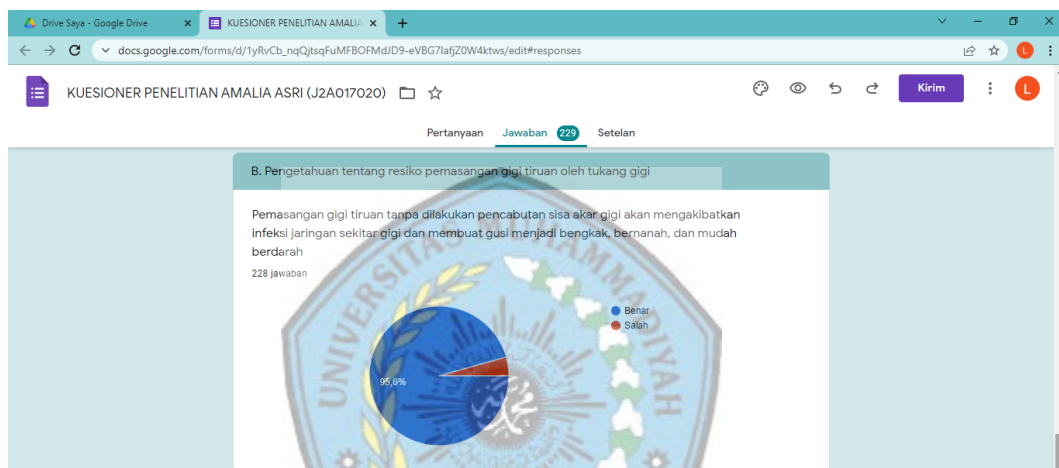 Drive Saya - Google Drive
KUESIONER PENELITIAN AMALIA
docs.google.com/forms/d/1yRvCb_nqQjtsqFuMFBOFMdJD9-eVBG7lafjZ0W4ktws/edit#responses
L
KUESIONER PENELITIAN AMALIA ASRI (J2A017020)
Kirim
L
Pertanyaan Jawaban 229 Setelan
B. Pengetahuan tentang resiko pemasangan gigi tiruan oleh tukang gigi
Pemasangan gigi tiruan tanpa dilakukan pencabutan sisa akar gigi akan mengakibatkan
infeksi jaringan sekitar gigi dan membuat gusi menjadi bengkak, bernanah, dan mudah
berdarah
228 jawaban
Benar
Salah
95,6%
UNIVERSITAS MUHAMMADIYAH